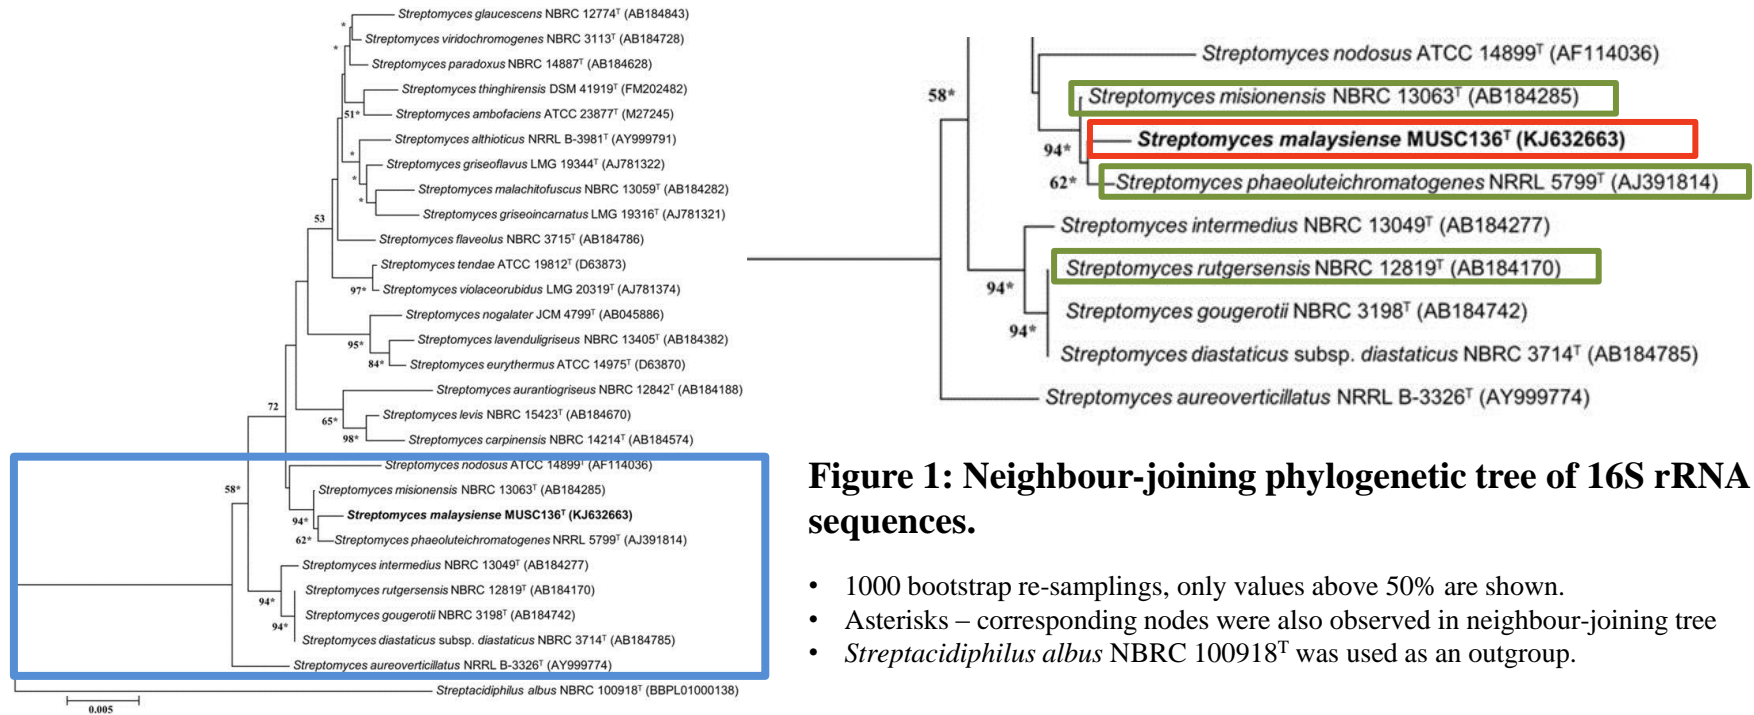 Streptomyces glaucescens NBRC 12774ᵀ (AB184843)
*
Streptomyces viridochromogenes NBRC 3113ᵀ (AB184728)
*
Streptomyces paradoxus NBRC 14887ᵀ (AB184628)
Streptomyces thinghirensis DSM 41919ᵀ (FM202482)
51*
Streptomyces ambofaciens ATCC 23877ᵀ (M27245)
Streptomyces althioticus NRRL B-3981ᵀ (AY999791)
*
Streptomyces griseoflavus LMG 19344ᵀ (AJ781322)
*
Streptomyces malachitofuscus NBRC 13059ᵀ (AB184282)
*
Streptomyces griseoincarnatus LMG 19316ᵀ (AJ781321)
53
Streptomyces flaveolus NBRC 3715ᵀ (AB184786)
Streptomyces tendae ATCC 19812ᵀ (D63873)
97*
Streptomyces violaceorubidus LMG 20319ᵀ (AJ781374)
Streptomyces nogalater JCM 4799ᵀ (AB045886)
95*
Streptomyces lavenduligriseus NBRC 13405ᵀ (AB184382)
84*
Streptomyces eurythermus ATCC 14975ᵀ (D63870)
Streptomyces aurantiogriseus NBRC 12842ᵀ (AB184188)
72
Streptomyces levis NBRC 15423ᵀ (AB184670)
65*
98*
Streptomyces carpinensis NBRC 14214ᵀ (AB184574)
Streptomyces nodosus ATCC 14899ᵀ (AF114036)
58*
Streptomyces misionensis NBRC 13063ᵀ (AB184285)
94*
Streptomyces malaysiense MUSC136ᵀ (KJ632663)
62*
Streptomyces phaeoluteichromatogenes NRRL 5799ᵀ (AJ391814)
Streptomyces intermedius NBRC 13049ᵀ (AB184277)
Streptomyces rutgersensis NBRC 12819ᵀ (AB184170)
94*
Streptomyces gougerotii NBRC 3198ᵀ (AB184742)
94*
Streptomyces diastaticus subsp. diastaticus NBRC 3714ᵀ (AB184785)
Streptomyces aureoverticillatus NRRL B-3326ᵀ (AY999774)
Streptacidiphilus albus NBRC 100918ᵀ (BBPL01000138)
0.005
Streptomyces nodosus ATCC 14899ᵀ (AF114036)
58*
Streptomyces misionensis NBRC 13063ᵀ (AB184285)
Streptomyces malaysiense MUSC136ᵀ (KJ632663)
94*
62*
Streptomyces phaeoluteichromatogenes NRRL 5799ᵀ (AJ391814)
Streptomyces intermedius NBRC 13049ᵀ (AB184277)
Streptomyces rutgersensis NBRC 12819ᵀ (AB184170)
94*
Streptomyces gougerotii NBRC 3198ᵀ (AB184742)
94*
Streptomyces diastaticus subsp. diastaticus NBRC 3714ᵀ (AB184785)
Streptomyces aureoverticillatus NRRL B-3326ᵀ (AY999774)
Figure 1: Neighbour-joining phylogenetic tree of 16S rRNA
sequences.
• 1000 bootstrap re-samplings, only values above 50% are shown.
• Asterisks – corresponding nodes were also observed in neighbour-joining tree
• Streptacidiphilus albus NBRC 100918ᵀ was used as an outgroup.